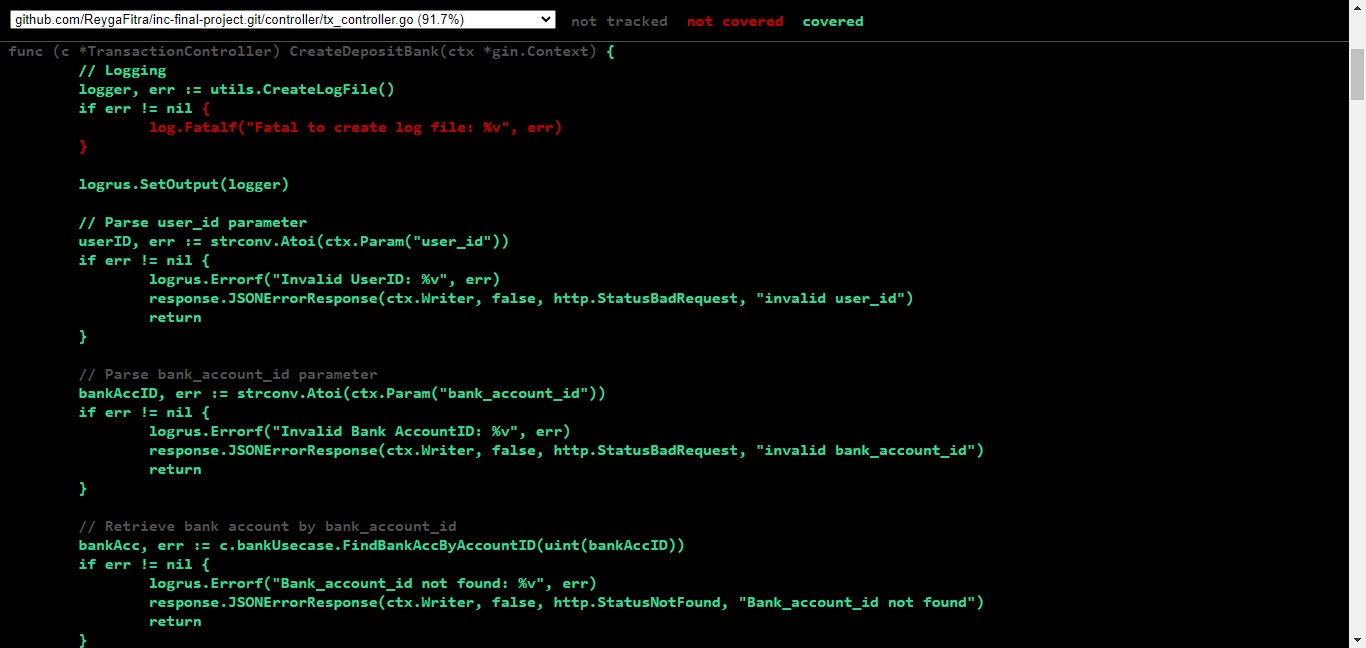 github.com/ReygaFitra/inc-final-project.git/controller/tx_controller.go (91.7%) not tracked not covered covered
func (c *TransactionController) CreateDepositBank(ctx *gin.Context) {
// Logging
logger, err := utils.CreateLogFile()
if err != nil {
log.Fatalf("Fatal to create log file: %v", err)
}
logrus.SetOutput(logger)
// Parse user_id parameter
userID, err := strconv.Atoi(ctx.Param("user_id"))
if err != nil {
logrus.Errorf("Invalid UserID: %v", err)
response.JSONErrorResponse(ctx.Writer, false, http.StatusBadRequest, "invalid user_id")
return
}
// Parse bank_account_id parameter
bankAccID, err := strconv.Atoi(ctx.Param("bank_account_id"))
if err != nil {
logrus.Errorf("Invalid Bank AccountID: %v", err)
response.JSONErrorResponse(ctx.Writer, false, http.StatusBadRequest, "invalid bank_account_id")
return
}
// Retrieve bank account by bank_account_id
bankAcc, err := c.bankUsecase.FindBankAccByAccountID(uint(bankAccID))
if err != nil {
logrus.Errorf("Bank_account_id not found: %v", err)
response.JSONErrorResponse(ctx.Writer, false, http.StatusNotFound, "Bank_account_id not found")
return
}